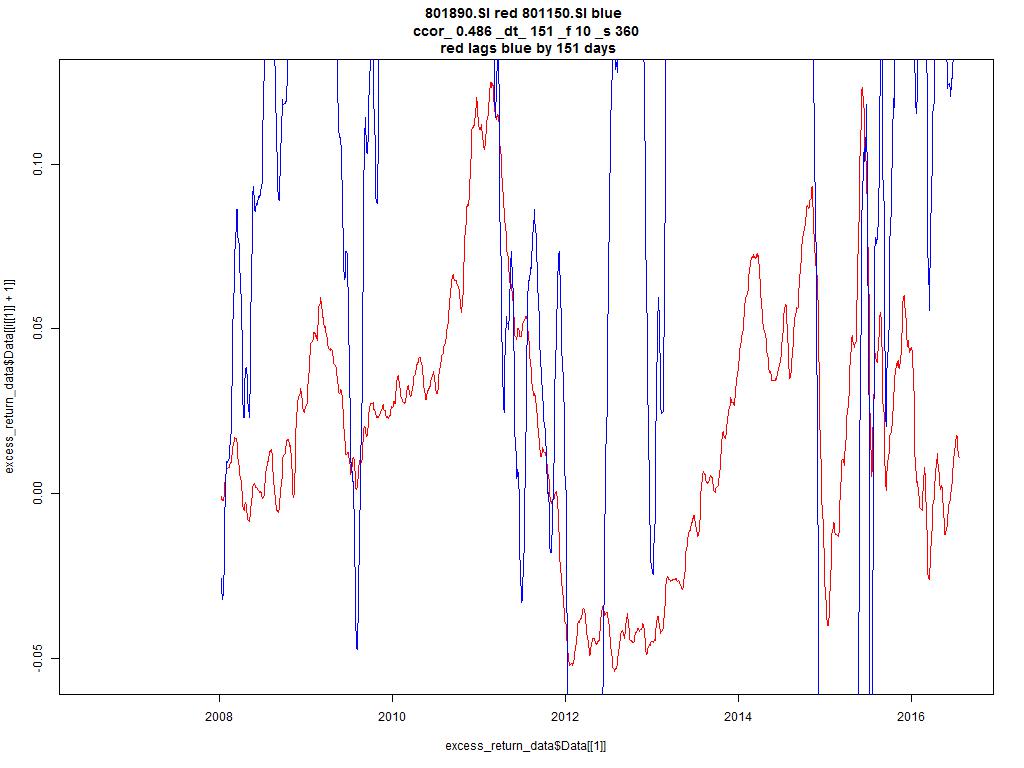 801890.SI red 801150.SI blue
ccor_ 0.486 _dt_ 151 _f 10 _s 360
red lags blue by 151 days
0.10
0.05
0.00
-0.05
excess_return_data$Data[[i[[1]] + 1]]
2008 2010 2012 2014 2016
excess_return_data$Data[[1]]